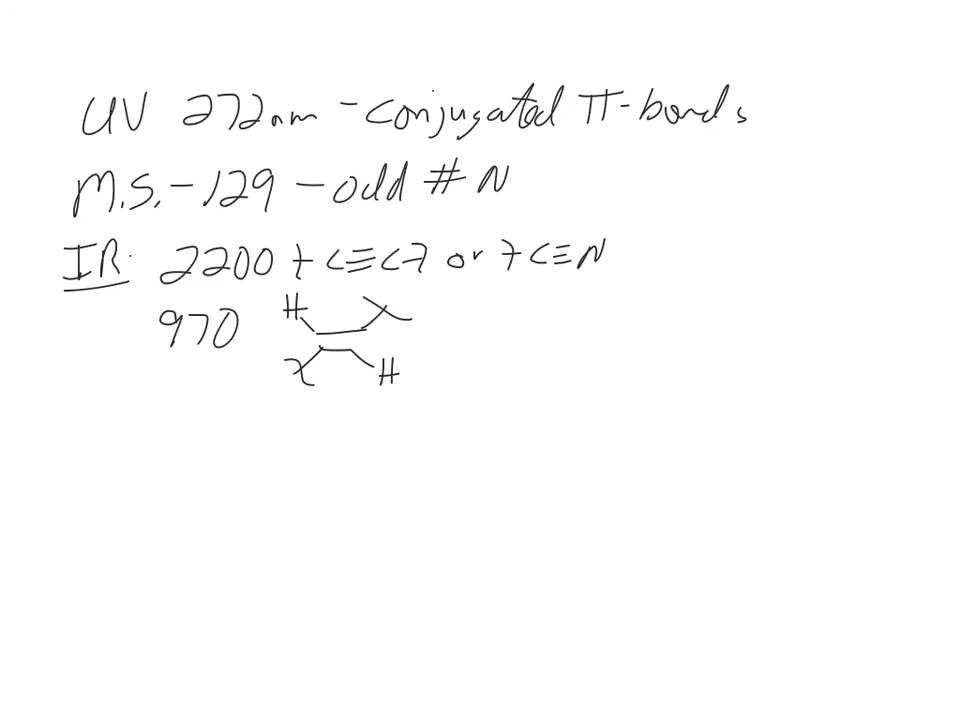 UV 272nm - conjugated π-bonds
M.S. - 129 - odd # N
IR: 2200 + C≡C+ or +C≡N
970 H X
X H